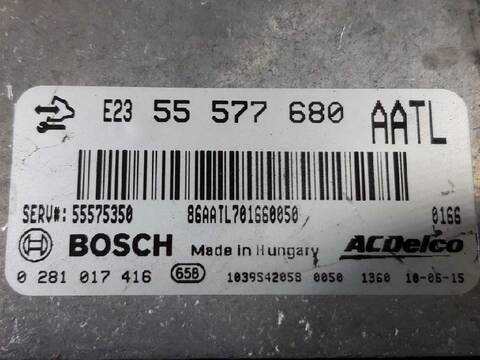 E23 55 577 680 AATL
SERV#: 55575350 86AATL701660050 0166
BOSCH Made in Hungary ACDelco
0 281 017 416 658 1039S42058 0050 1360 10-06-15